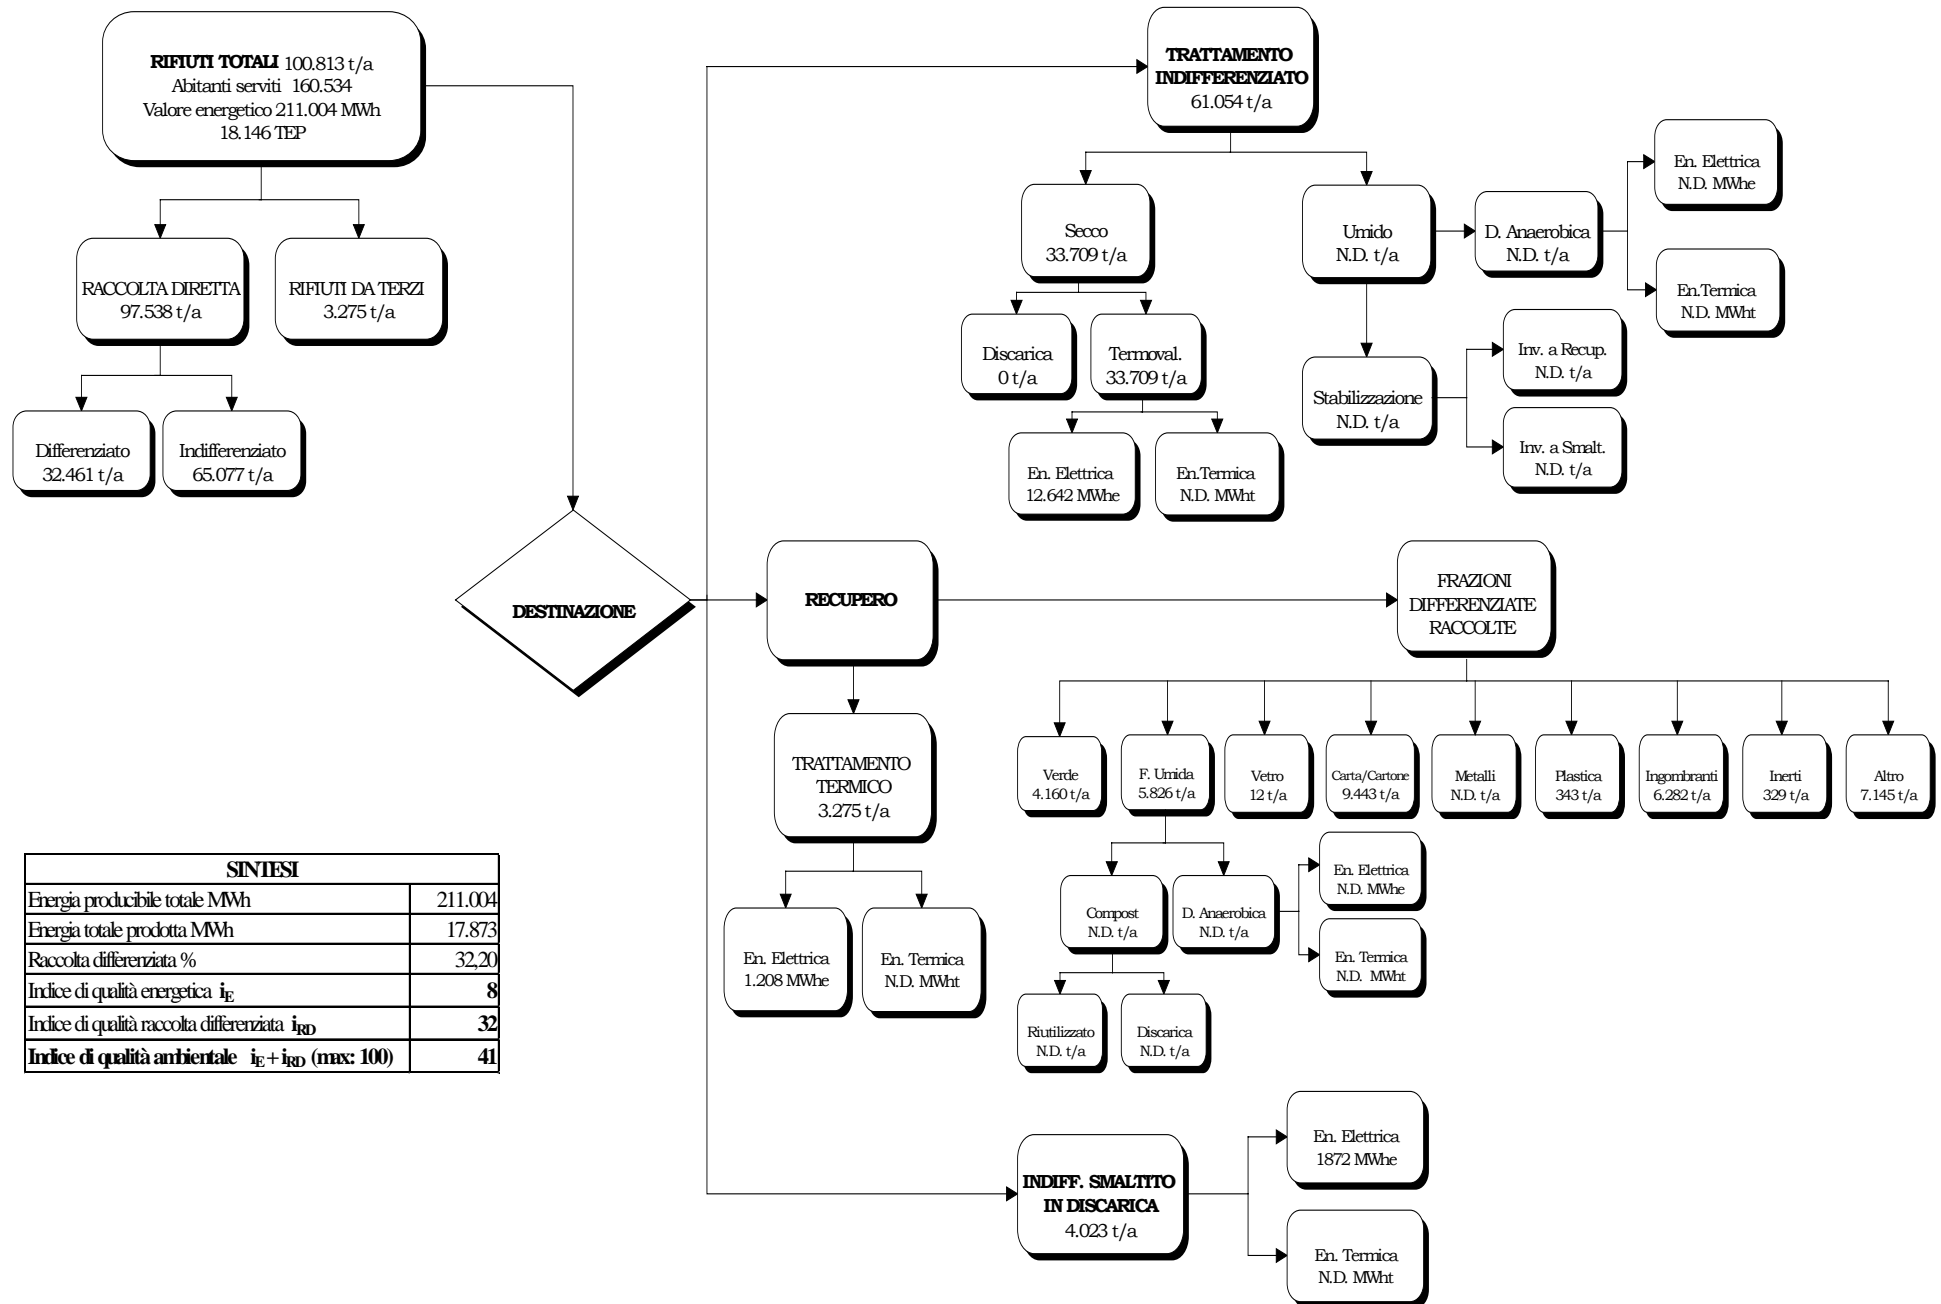 RIFIUTI TOTALI 100.813 t/a
Abitanti serviti 160.534
Valore energetico 211.004 MWh
18.146 TEP
RACCOLTA DIRETTA
97.538 t/a
RIFIUTI DA TERZI
3.275 t/a
Differenziato
32.461 t/a
Indifferenziato
65.077 t/a
DESTINAZIONE
TRATTAMENTO
INDIFFERENZIATO
61.054 t/a
Secco
33.709 t/a
Umido
N.D. t/a
D. Anaerobica
N.D. t/a
En. Elettrica
N.D. MWhe
En.Termica
N.D. MWht
Discarica
0 t/a
Termoval.
33.709 t/a
Stabilizzazione
N.D. t/a
Inv. a Recup.
N.D. t/a
Inv. a Smalt.
N.D. t/a
En. Elettrica
12.642 MWhe
En.Termica
N.D. MWht
RECUPERO
FRAZIONI
DIFFERENZIATE
RACCOLTE
TRATTAMENTO
TERMICO
3.275 t/a
En. Elettrica
1.208 MWhe
En. Termica
N.D. MWht
Verde
4.160 t/a
F. Umida
5.826 t/a
Vetro
12 t/a
Carta/Cartone
9.443 t/a
Metalli
N.D. t/a
Plastica
343 t/a
Ingombranti
6.282 t/a
Inerti
329 t/a
Altro
7.145 t/a
Compost
N.D. t/a
D. Anaerobica
N.D. t/a
En. Elettrica
N.D. MWhe
En. Termica
N.D. MWht
Riutilizzato
N.D. t/a
Discarica
N.D. t/a
INDIFF. SMALTITO
IN DISCARICA
4.023 t/a
En. Elettrica
1872 MWhe
En. Termica
N.D. MWht
SINTESI
Energia producibile totale MWh 211.004
Energia totale prodotta MWh 17.873
Raccolta differenziata % 32,20
Indice di qualità energetica iE 8
Indice di qualità raccolta differenziata iRD 32
Indice di qualità ambientale iE + iRD (max: 100) 41